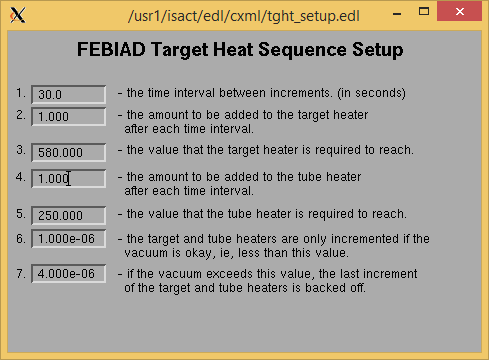 /usr1/isact/edl/cxml/tght_setup.edl
FEBIAD Target Heat Sequence Setup
1. 30.0 - the time interval between increments. (in seconds)
2. 1.000 - the amount to be added to the target heater
after each time interval.
3. 580.000 - the value that the target heater is required to reach.
4. 1.000 - the amount to be added to the tube heater
after each time interval.
5. 250.000 - the value that the tube heater is required to reach.
6. 1.000e-06 - the target and tube heaters are only incremented if the
vacuum is okay, ie, less than this value.
7. 4.000e-06 - if the vacuum exceeds this value, the last increment
of the target and tube heaters is backed off.